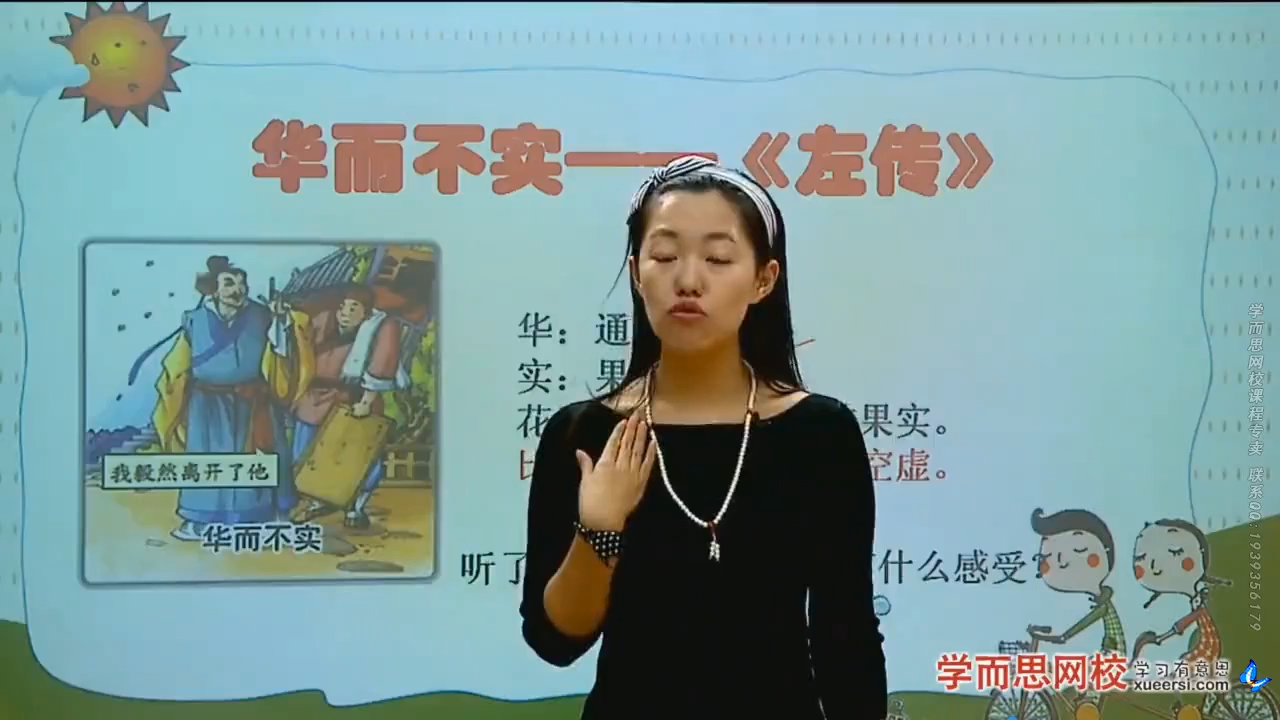 华而不实——《左传》
华：通
实：果
花 果实。
空虚。
听了 什么感受？
我毅然离开了他
华而不实
学而思网校课程专卖 联系QQ：1939356179
学而思网校 学习有意思
xueersi.com